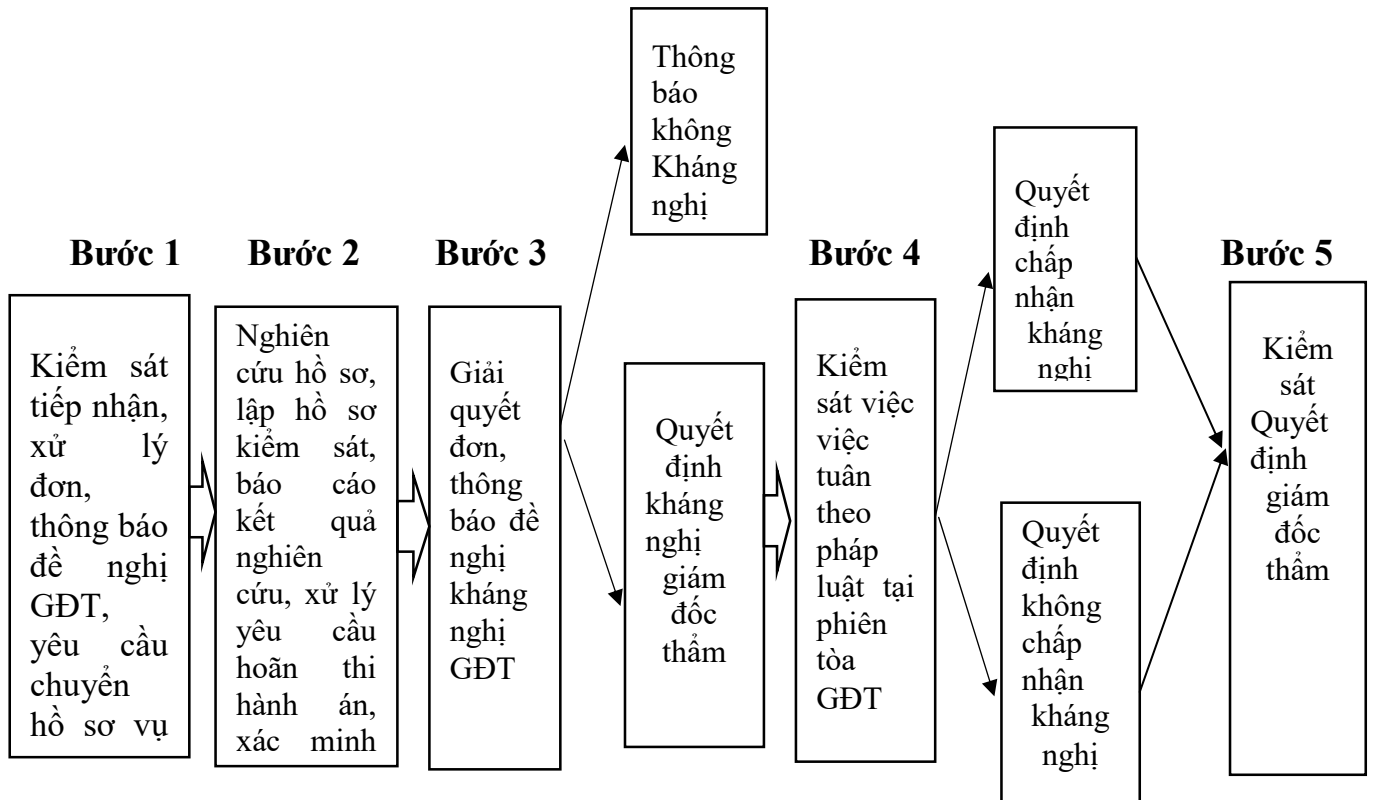 Thông
báo
không
Kháng
nghị
Bước 1
Kiểm sát
tiếp nhận,
xử lý
đơn,
thông báo
đề nghị
GĐT,
yêu cầu
chuyển
hồ sơ vụ
Bước 2
Nghiên
cứu hồ sơ,
lập hồ sơ
kiểm sát,
báo cáo
kết quả
nghiên
cứu, xử lý
yêu cầu
hoãn thi
hành án,
xác minh
Bước 3
Giải
quyết
đơn,
thông
báo đề
nghị
kháng
nghị
GĐT
Quyết
định
kháng
nghị
giám
đốc
thẩm
Bước 4
Kiểm
sát việc
việc
tuân
theo
pháp
luật tại
phiên
tòa
GĐT
Quyết
định
chấp
nhận
kháng
nghị
Quyết
định
không
chấp
nhận
kháng
nghị
Bước 5
Kiểm
sát
Quyết
định
giám
đốc
thẩm